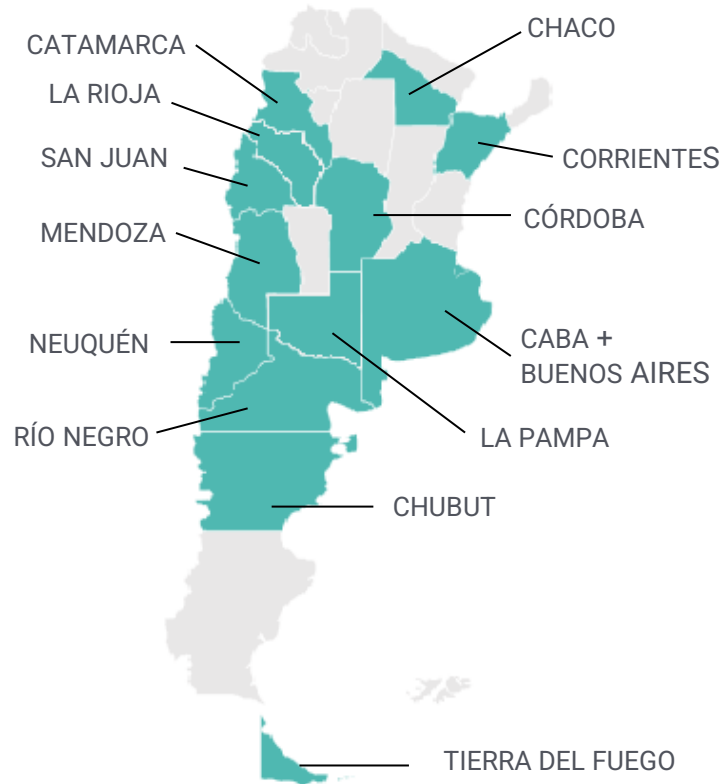 CATAMARCA
CHACO
LA RIOJA
SAN JUAN
CORRIENTES
CÓRDOBA
MENDOZA
NEUQUÉN
CABA +
BUENOS AIRES
RÍO NEGRO
LA PAMPA
CHUBUT
TIERRA DEL FUEGO